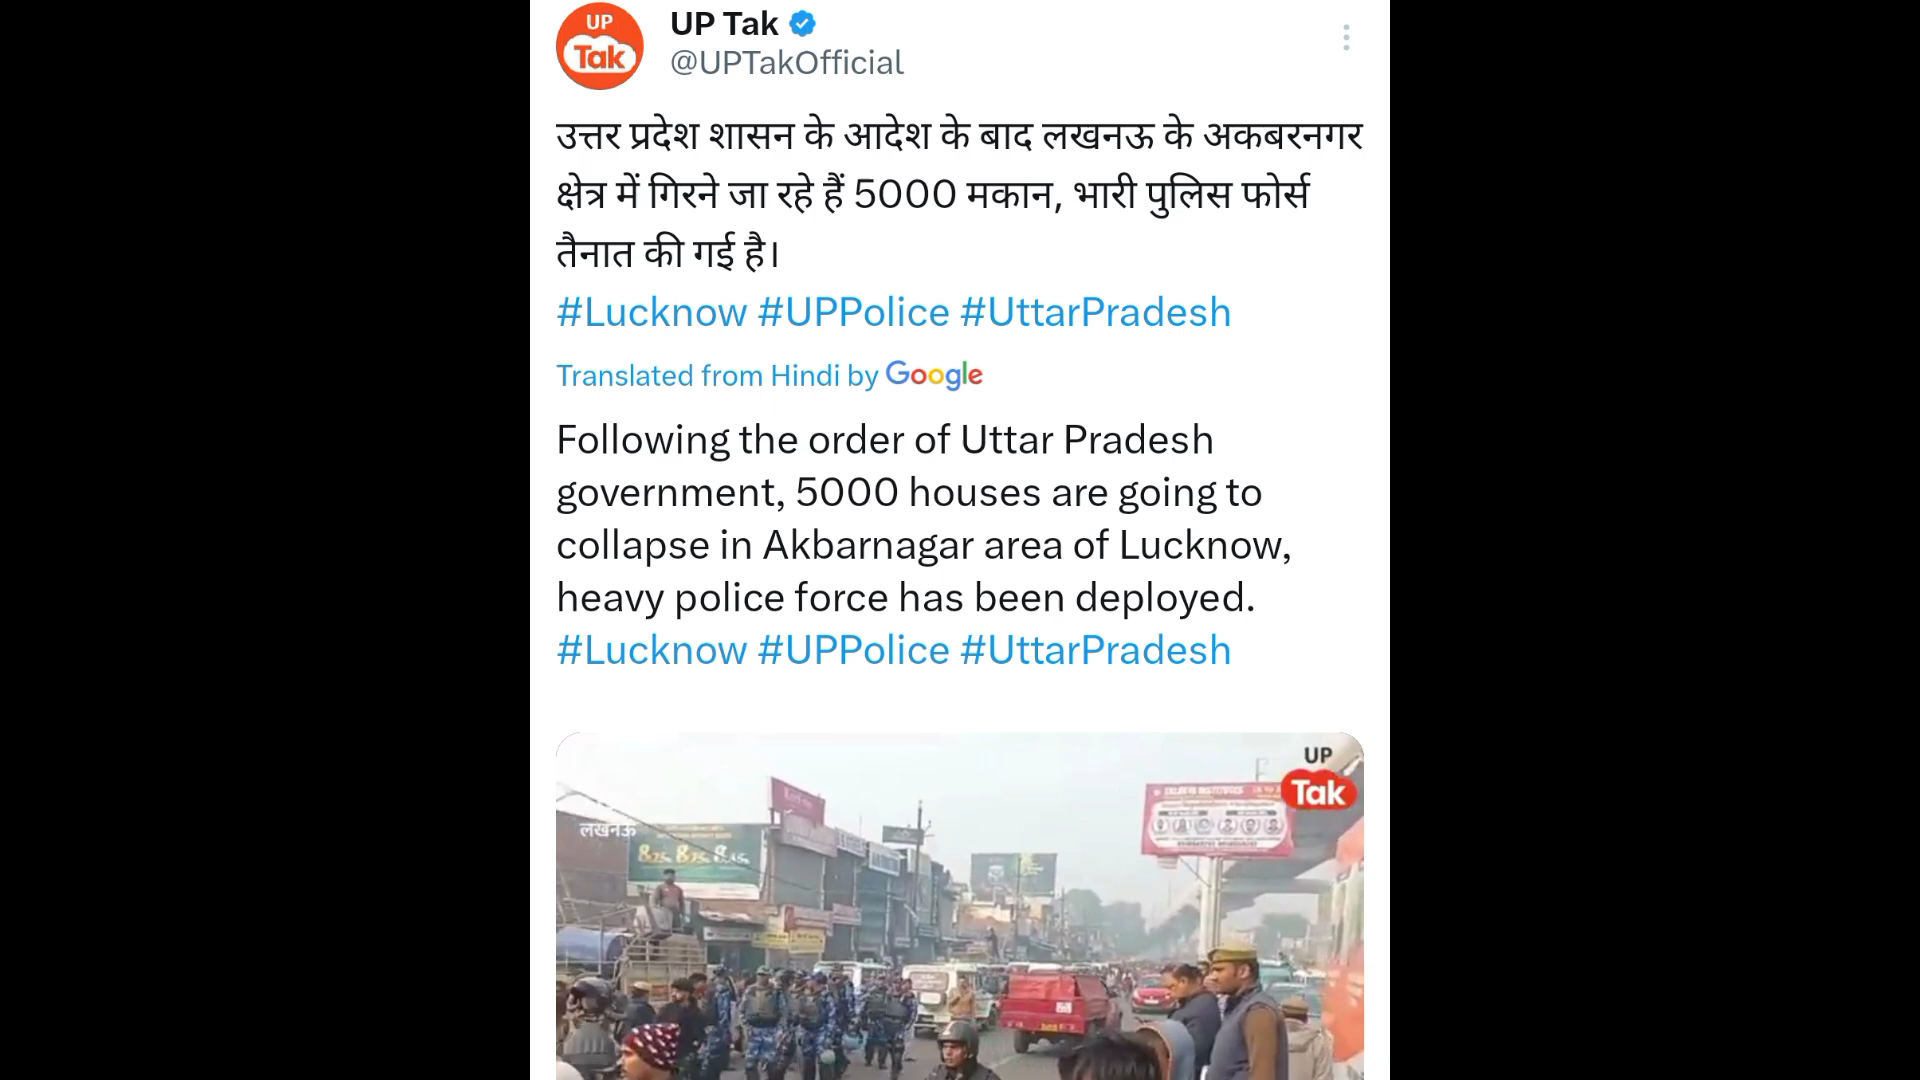 UP
Tak
UP Tak
@UPTakOfficial
उत्तर प्रदेश शासन के आदेश के बाद लखनऊ के अकबरनगर
क्षेत्र में गिरने जा रहे हैं 5000 मकान, भारी पुलिस फोर्स
तैनात की गई है।
#Lucknow #UPPolice #UttarPradesh
Translated from Hindi by Google
Following the order of Uttar Pradesh
government, 5000 houses are going to
collapse in Akbarnagar area of Lucknow,
heavy police force has been deployed.
#Lucknow #UPPolice #UttarPradesh
UP
Tak
लखनऊ